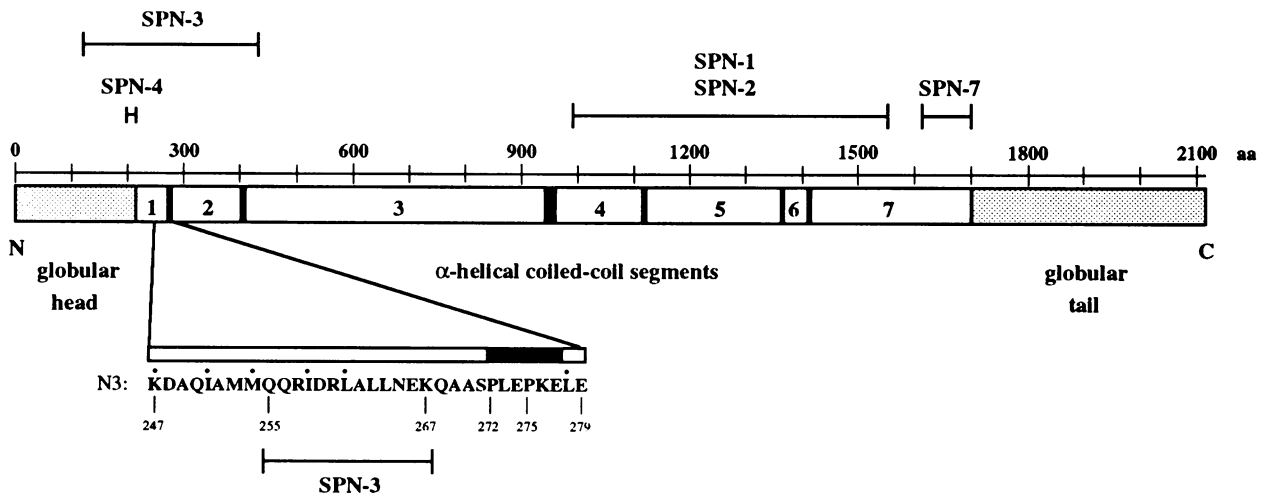 SPN-3
SPN-4
SPN-1
SPN-2
SPN-7
0 300 600 900 1200 1500 1800 2100 aa
1 2 3 4 5 6 7
N C
globular
head
α-helical coiled-coil segments
globular
tail
N3: KDAQIAMMQQRIDRLALLNEKQAASPLEPKELE
247 255 267 272 275 279
SPN-3